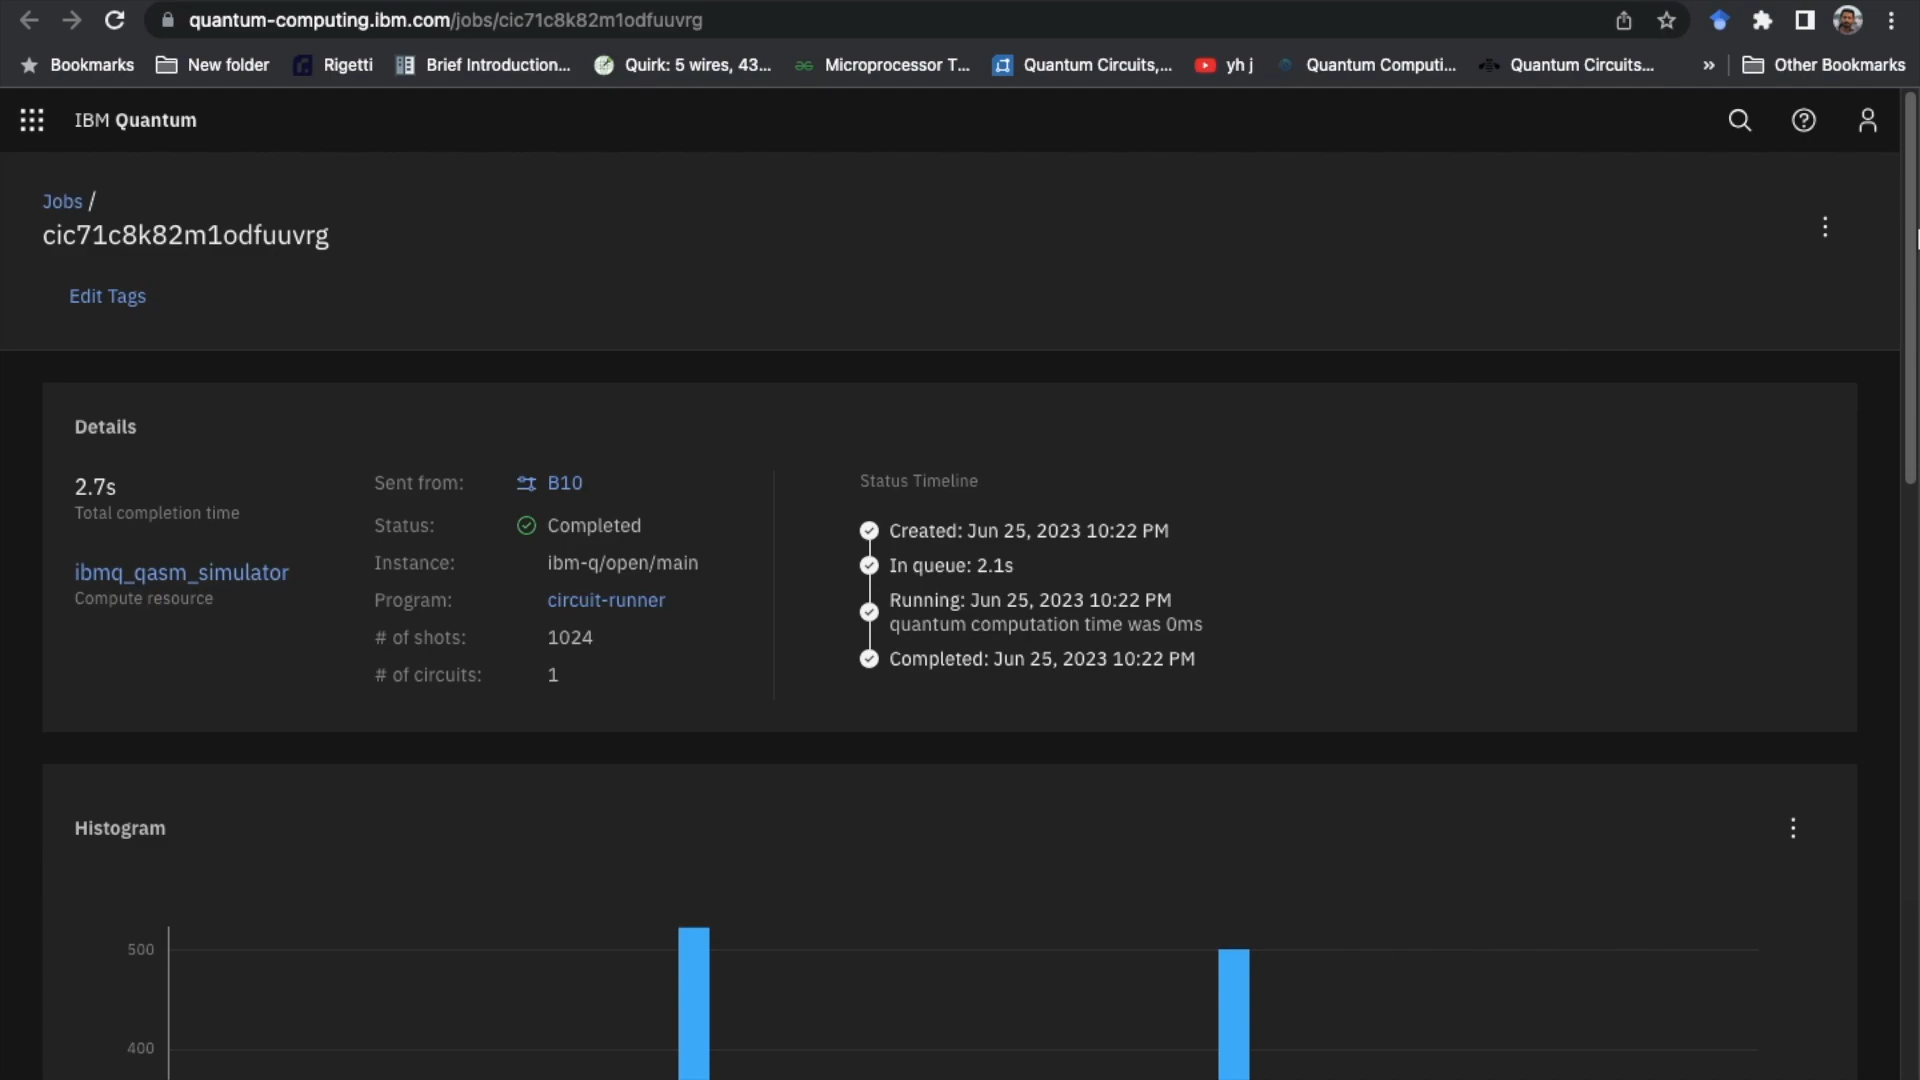 quantum-computing.ibm.com/jobs/cic71c8k82m1odfuuvrg
Bookmarks New folder Rigetti Brief Introduction... Quirk: 5 wires, 43... Microprocessor T... Quantum Circuits,... yh j Quantum Computi... Quantum Circuits... » Other Bookmarks
IBM Quantum
Jobs /
cic71c8k82m1odfuuvrg
Edit Tags
Details
2.7s
Total completion time
ibmq_qasm_simulator
Compute resource
Sent from: B10
Status: Completed
Instance: ibm-q/open/main
Program: circuit-runner
# of shots: 1024
# of circuits: 1
Status Timeline
Created: Jun 25, 2023 10:22 PM
In queue: 2.1s
Running: Jun 25, 2023 10:22 PM
quantum computation time was 0ms
Completed: Jun 25, 2023 10:22 PM
Histogram
500
400